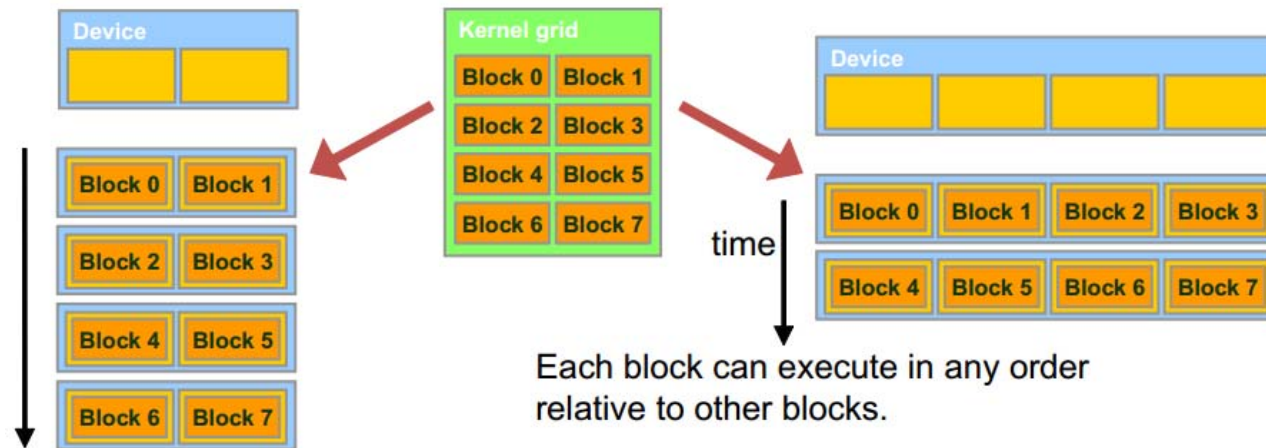 Device
Block 0 Block 1
Block 2 Block 3
Block 4 Block 5
Block 6 Block 7
Kernel grid
Block 0 Block 1
Block 2 Block 3
Block 4 Block 5
Block 6 Block 7
Device
time
Block 0 Block 1 Block 2 Block 3
Block 4 Block 5 Block 6 Block 7
Each block can execute in any order
relative to other blocks.